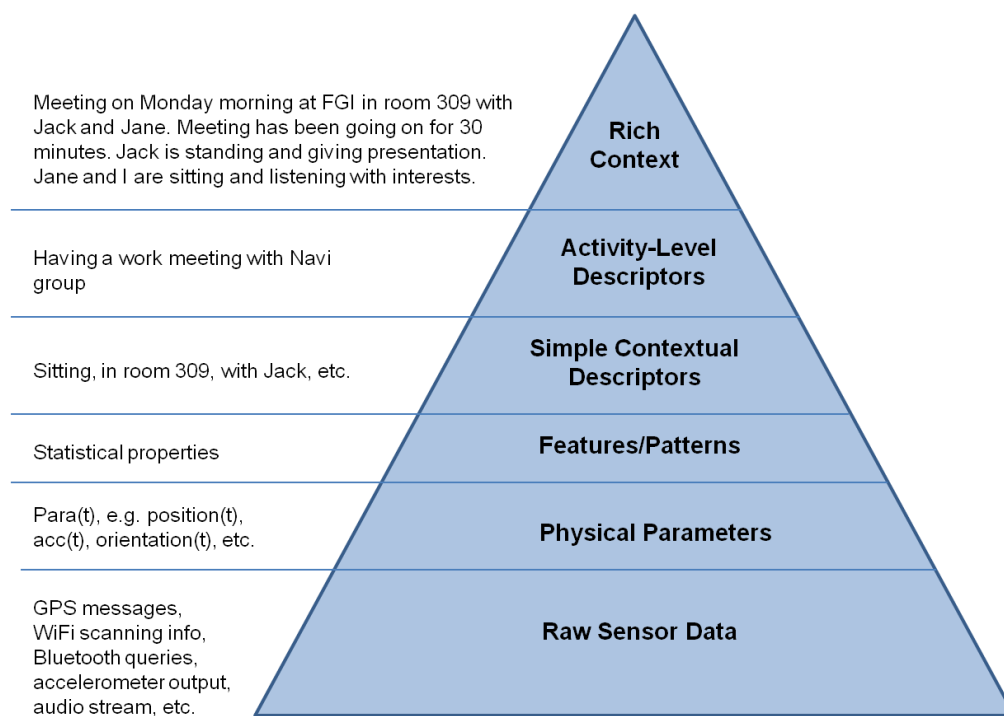 Meeting on Monday morning at FGI in room 309 with
Jack and Jane. Meeting has been going on for 30
minutes. Jack is standing and giving presentation.
Jane and I are sitting and listening with interests.
Rich
Context
Having a work meeting with Navi
group
Activity-Level
Descriptors
Sitting, in room 309, with Jack, etc.
Simple Contextual
Descriptors
Statistical properties
Features/Patterns
Para(t), e.g. position(t),
acc(t), orientation(t), etc.
Physical Parameters
GPS messages,
WiFi scanning info,
Bluetooth queries,
accelerometer output,
audio stream, etc.
Raw Sensor Data